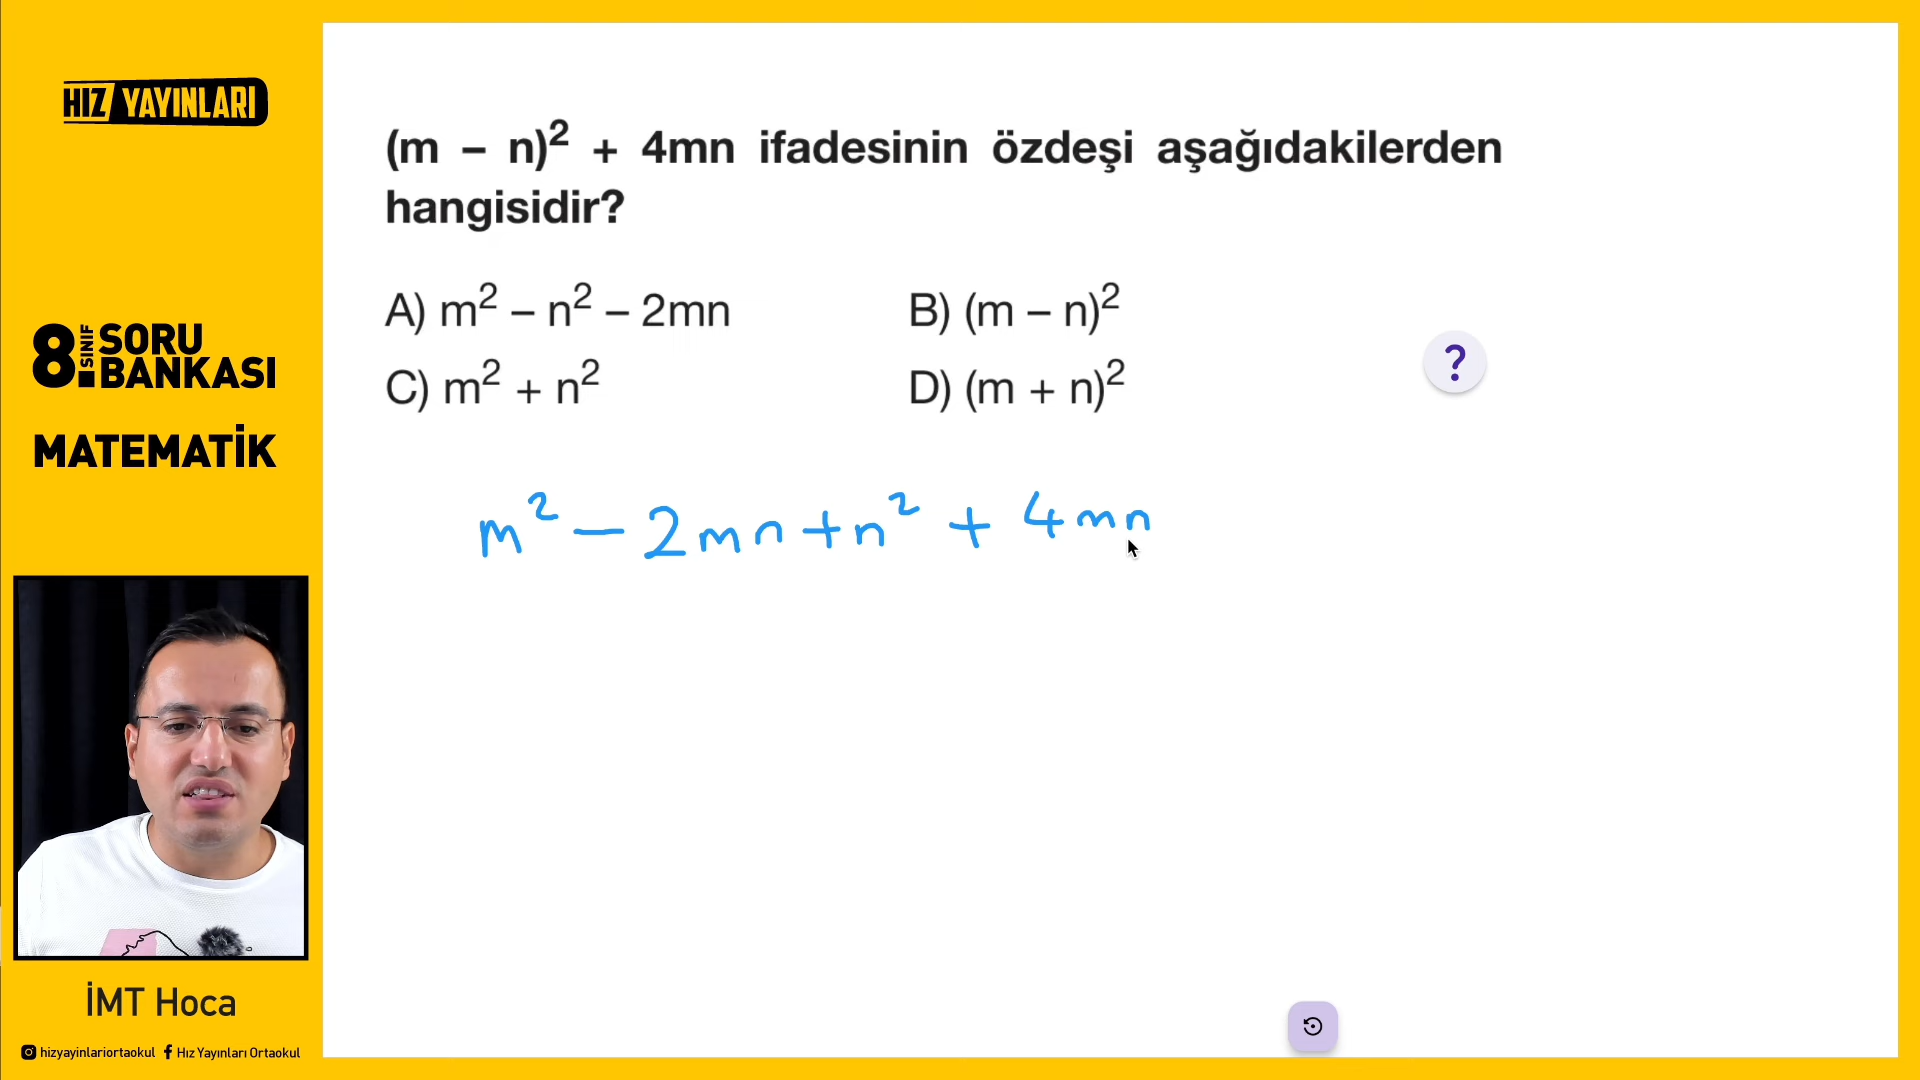 HIZ YAYINLARI
8. SINIF SORU BANKASI
MATEMATİK
(m – n)² + 4mn ifadesinin özdeşi aşağıdakilerden
hangisidir?
A) m² – n² – 2mn B) (m – n)²
C) m² + n² D) (m + n)²
?
m² – 2mn + n² + 4mn
İMT Hoca
hizyayinlariortaokul Hız Yayınları Ortaokul